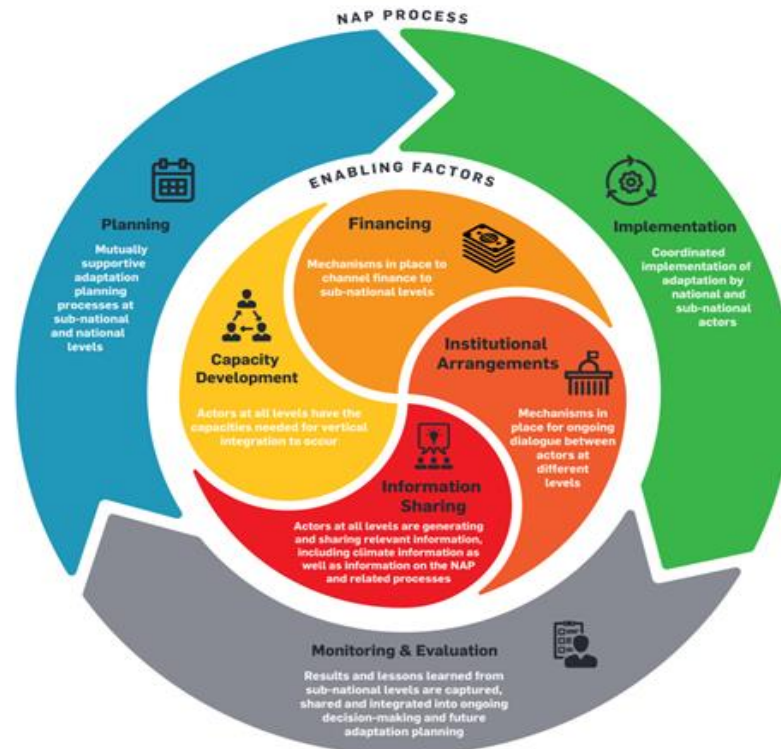 NAP PROCESS
ENABLING FACTORS
Planning
Mutually
supportive
adaptation
planning
processes at
sub-national
and national
levels
Financing
Mechanisms in place to
channel finance to
sub-national levels
Implementation
Coordinated
implementation of
adaptation by
national and
sub-national
actors
Capacity
Development
Actors at all levels have the
capacities needed for vertical
integration to occur
Institutional
Arrangements
Mechanisms in
place for ongoing
dialogue between
actors at
different
levels
Information
Sharing
Actors at all levels are generating
and sharing relevant information,
including climate information as
well as information on the NAP
and related processes
Monitoring & Evaluation
Results and lessons learned from
sub-national levels are captured,
shared and integrated into ongoing
decision-making and future
adaptation planning